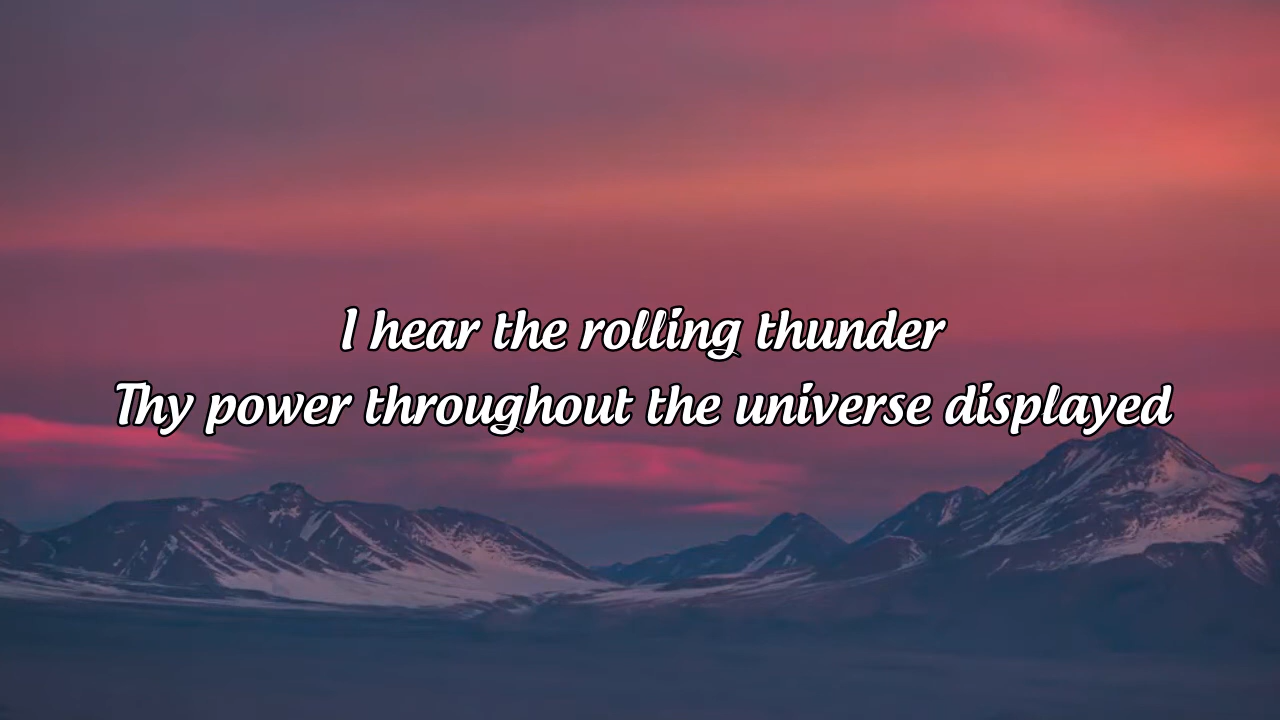 I hear the rolling thunder
Thy power throughout the universe displayed